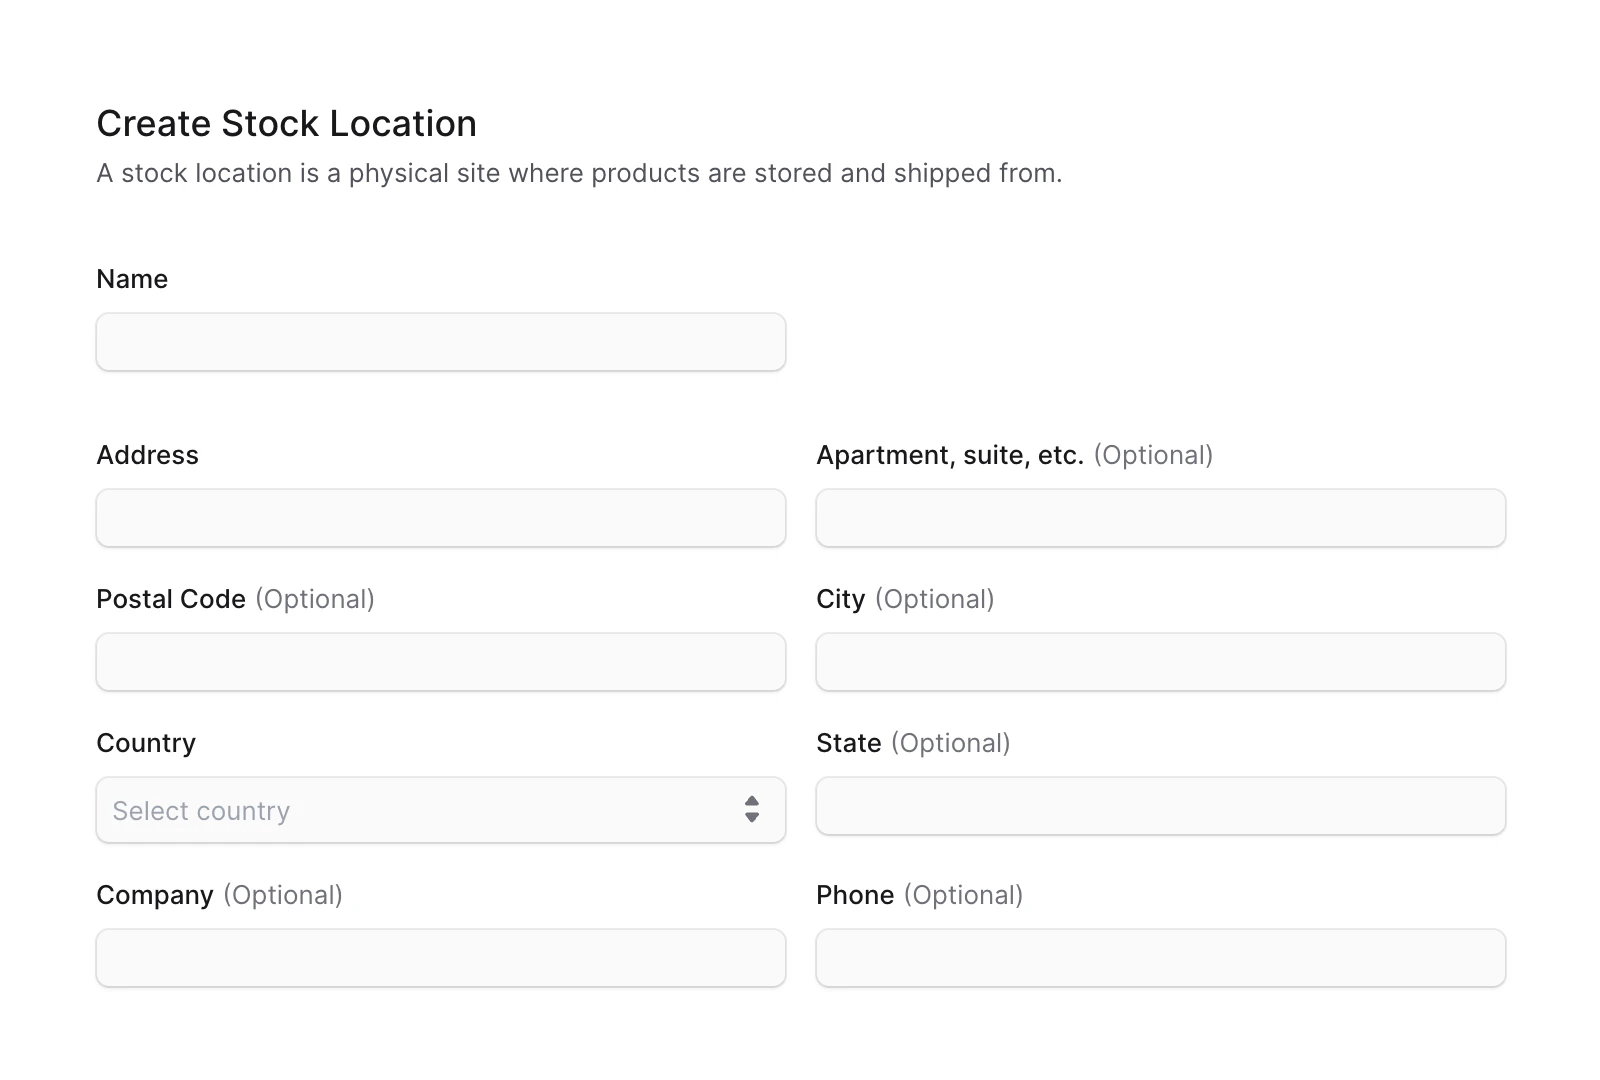 Create Stock Location
A stock location is a physical site where products are stored and shipped from.
Name
Address
Apartment, suite, etc. (Optional)
Postal Code (Optional)
City (Optional)
Country
State (Optional)
Select country
Company (Optional)
Phone (Optional)